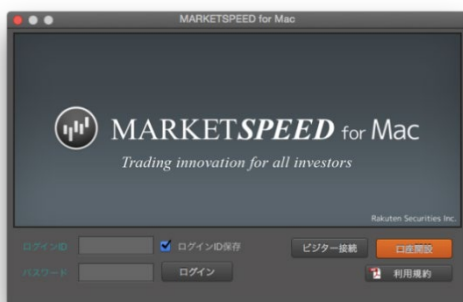 MARKETSPEED for Mac
MARKETSPEED for Mac
Trading innovation for all investors
Rakuten Securities Inc.
ログインID
ログインID保存
ビジター接続
口座開設
パスワード
ログイン
利用規約